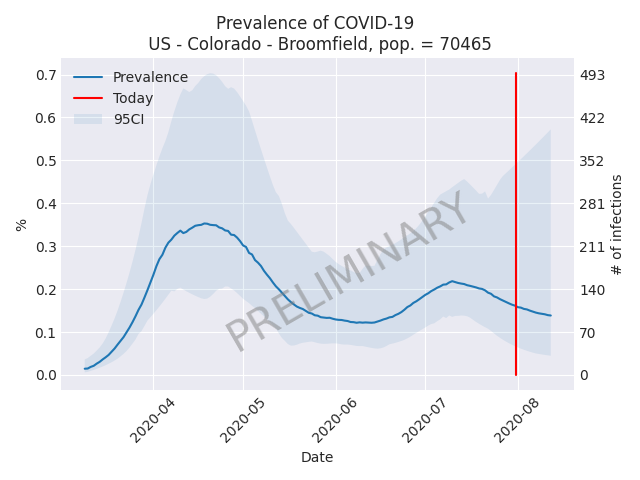 Prevalence of COVID-19
US - Colorado - Broomfield, pop. = 70465
Prevalence
Today
95CI
PRELIMINARY
%
0.7
0.6
0.5
0.4
0.3
0.2
0.1
0.0
493
422
352
281
211
140
70
0
# of infections
2020-04
2020-05
2020-06
2020-07
2020-08
Date